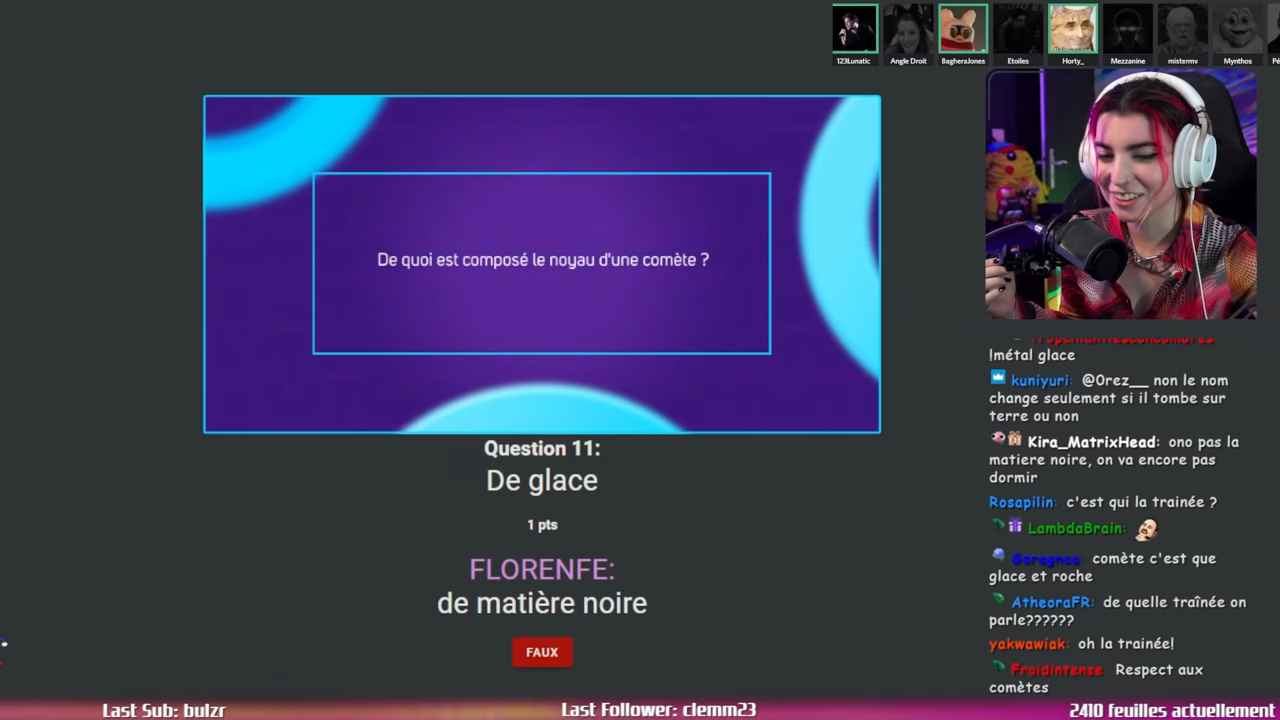 123Lunatic
Angle Droit
BagheraJones
Etoiles
Horty_
Mezzanine
mistermv
Mynthos
De quoi est composé le noyau d'une comète ?
Question 11:
De glace
1 pts
FLORENFE:
de matière noire
FAUX
!métal glace
kuniyuri: @0rez__ non le nom
change seulement si il tombe sur
terre ou non
Kira_MatrixHead: ono pas la
matiere noire, on va encore pas
dormir
Rosapilin: c'est qui la trainée ?
LambdaBrain:
comète c'est que
glace et roche
AtheoraFR: de quelle traînée on
parle??????
yakwawiak: oh la trainée!
Froidintense: Respect aux
comètes
Last Sub: bulzr
Last Follower: clemm23
2410 feuilles actuellement